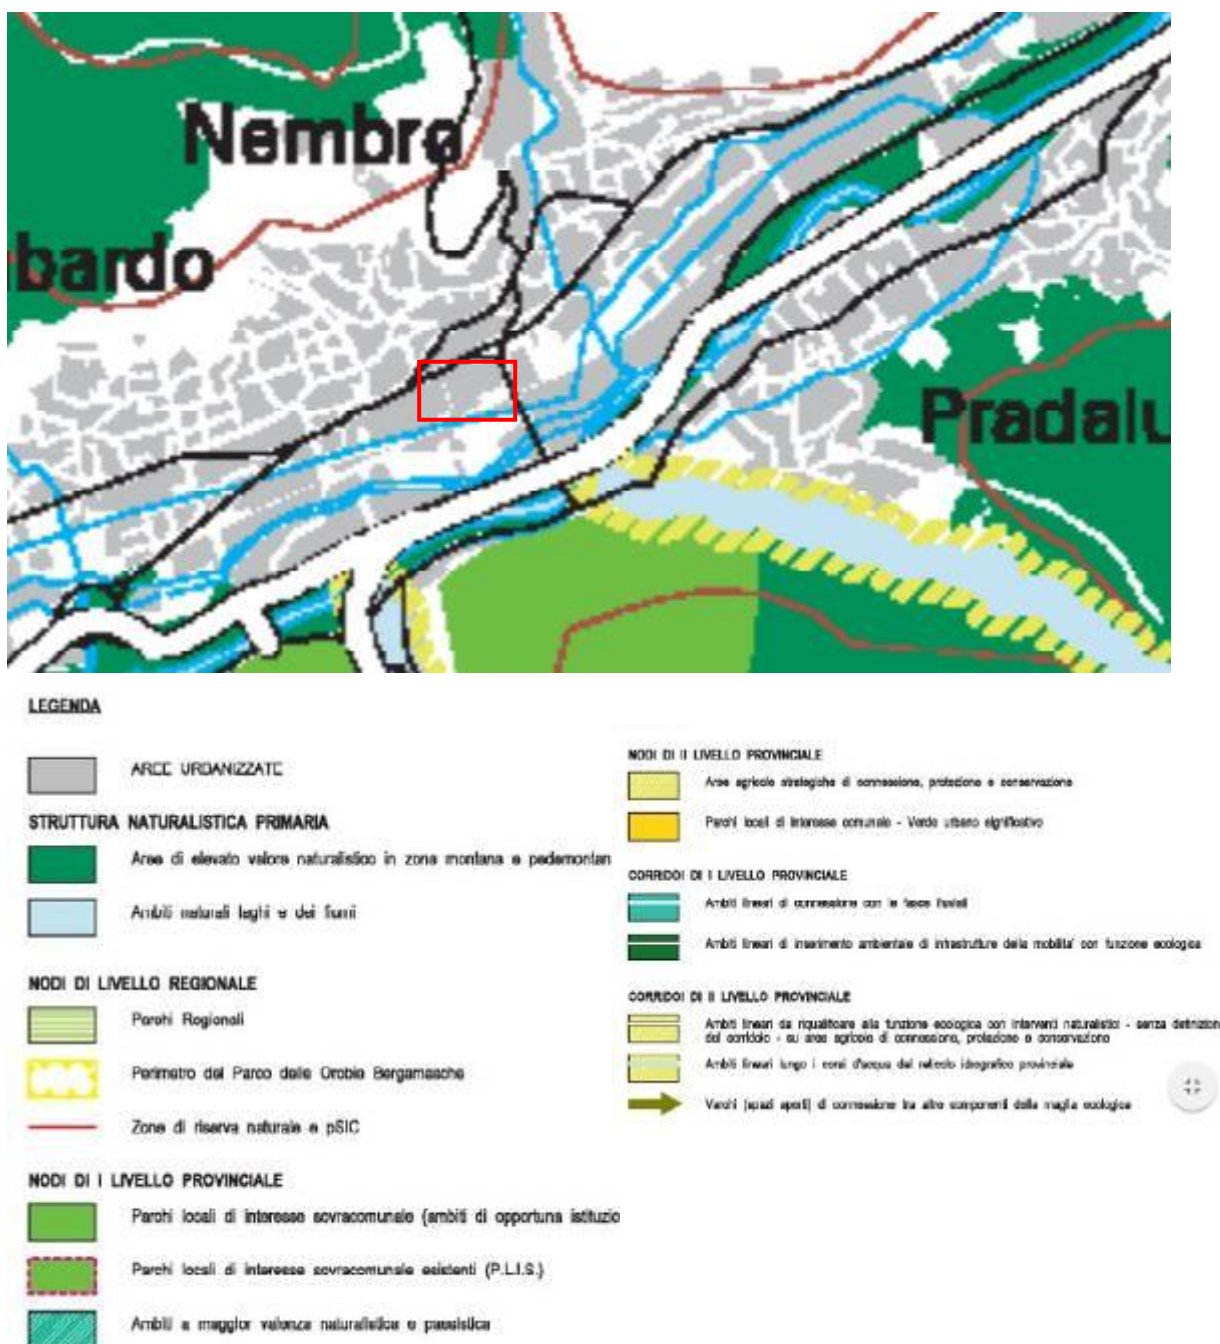 Nembro
bardo
Pradalu
LEGENDA
AREE URBANIZZATE
STRUTTURA NATURALISTICA PRIMARIA
Aree di elevato valore naturalistico in zona montana e pedemontan
Ambiti naturali laghi e dei fiumi
NODI DI LIVELLO REGIONALE
Parchi Regionali
Perimetro del Parco delle Orobie Bergamasche
Zone di riserva naturale e pSIC
NODI DI I LIVELLO PROVINCIALE
Parchi locali di interesse sovracomunale (ambiti di opportuna istituzio
Parchi locali di interesse sovracomunale esistenti (P.L.I.S.)
Ambiti a maggior valenza naturalistica e paesistica
NODI DI II LIVELLO PROVINCIALE
Aree agricole strategiche di connessione, protezione e conservazione
Parchi locali di interesse comunale - Verde urbano significativo
CORRIDOI DI I LIVELLO PROVINCIALE
Ambiti lineari di connessione con le fasce fluviali
Ambiti lineari di inserimento ambientale di infrastrutture della mobilita' con funzione ecologica
CORRIDOI DI II LIVELLO PROVINCIALE
Ambiti lineari da riqualificare alla funzione ecologica con interventi naturalistici - senza definizion
del corridoio - su aree agricole di connessione, protezione e conservazione
Ambiti lineari lungo i corsi d'acqua del reticolo idrografico provinciale
Varchi (spazi aperti) di connessione tra altre componenti della maglia ecologica